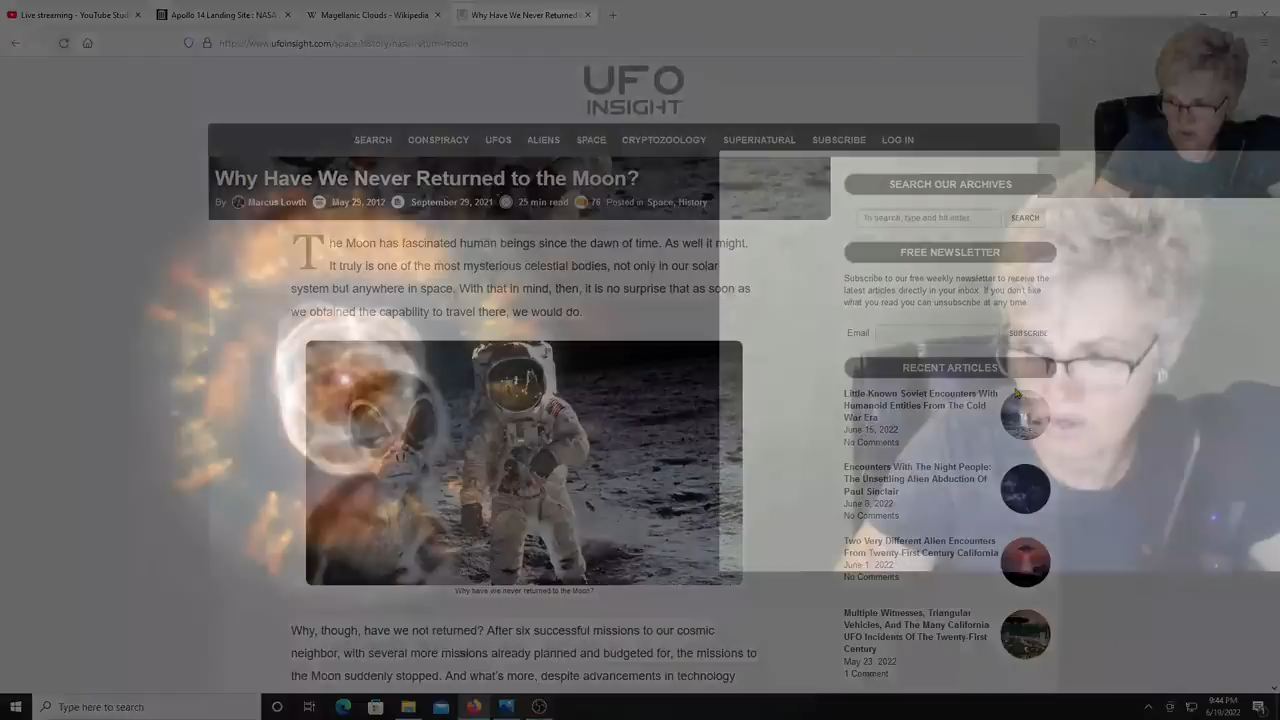 Live streaming - YouTube Stud
Apollo 14 Landing Site : NASA
Magellanic Clouds - Wikipedia
Why Have We Never Returned
https://www.ufoinsight.com/space/history/nasa-return-moon
UFO
INSIGHT
SEARCH CONSPIRACY UFOS ALIENS SPACE CRYPTOZOOLOGY SUPERNATURAL SUBSCRIBE LOG IN
Why Have We Never Returned to the Moon?
By Marcus Lowth May 29, 2012 September 29, 2021 25 min read 76 Posted in Space, History
The Moon has fascinated human beings since the dawn of time. As well it might.
It truly is one of the most mysterious celestial bodies, not only in our solar
system but anywhere in space. With that in mind, then, it is no surprise that as soon as
we obtained the capability to travel there, we would do.
Why have we never returned to the Moon?
Why, though, have we not returned? After six successful missions to our cosmic
neighbor, with several more missions already planned and budgeted for, the missions to
the Moon suddenly stopped. And what's more, despite advancements in technology
SEARCH OUR ARCHIVES
To search, type and hit enter. SEARCH
FREE NEWSLETTER
Subscribe to our free weekly newsletter to receive the
latest articles directly in your inbox. If you don't like
what you read you can unsubscribe at any time
Email SUBSCRIBE
RECENT ARTICLES
Little-Known Soviet Encounters With
Humanoid Entities From The Cold
War Era
June 15, 2022
No Comments
Encounters With The Night People:
The Unsettling Alien Abduction Of
Paul Sinclair
June 8, 2022
No Comments
Two Very Different Alien Encounters
From Twenty-First Century California
June 1, 2022
No Comments
Multiple Witnesses, Triangular
Vehicles, And The Many California
UFO Incidents Of The Twenty-First
Century
May 23, 2022
1 Comment
Type here to search
9:44 PM
6/19/2022